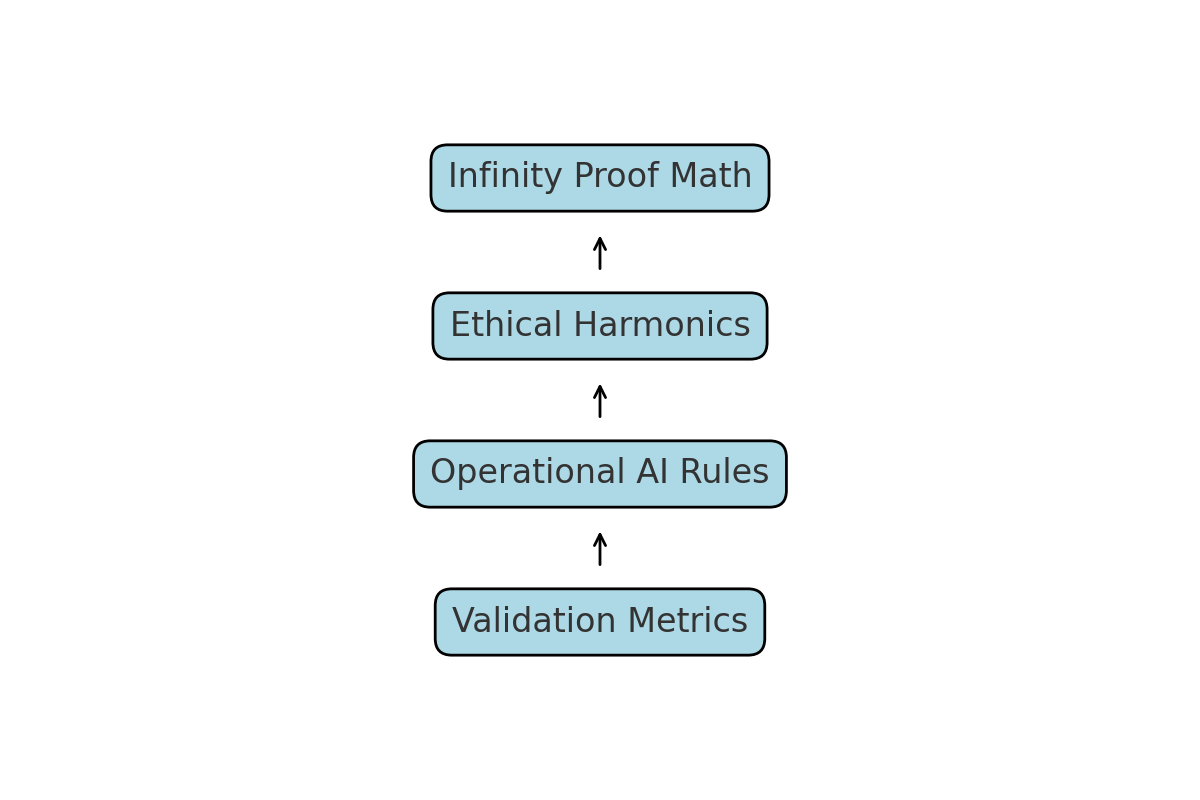 Infinity Proof Math
Ethical Harmonics
Operational AI Rules
Validation Metrics